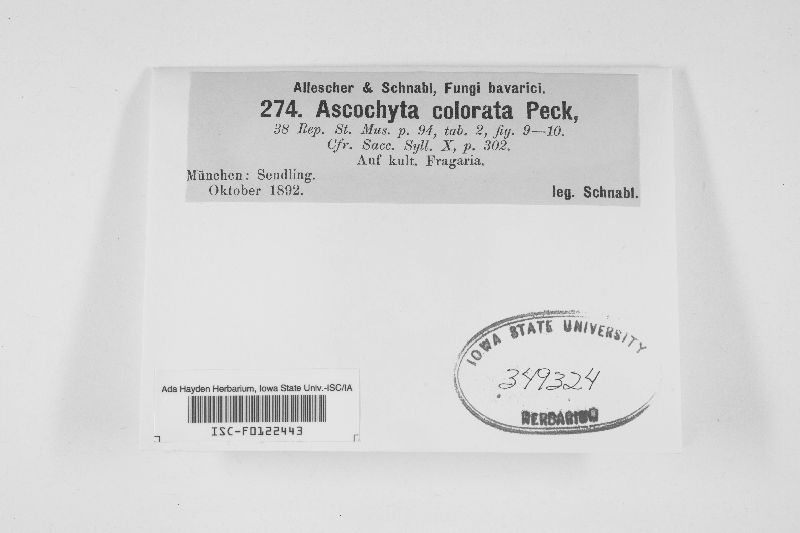 Allescher & Schnabl, Fungi bavarici.
274. Ascochyta colorata Peck,
38 Rep. St. Mus. p. 94, tab. 2, fig. 9—10.
Cfr. Sacc. Syll. X, p. 302.
Auf kult. Fragaria.
München: Sendling.
Oktober 1892.
leg. Schnabl.
IOWA STATE UNIVERSITY
349324
HERBARIUM
Ada Hayden Herbarium, Iowa State Univ.-ISC/IA
ISC-F0122443